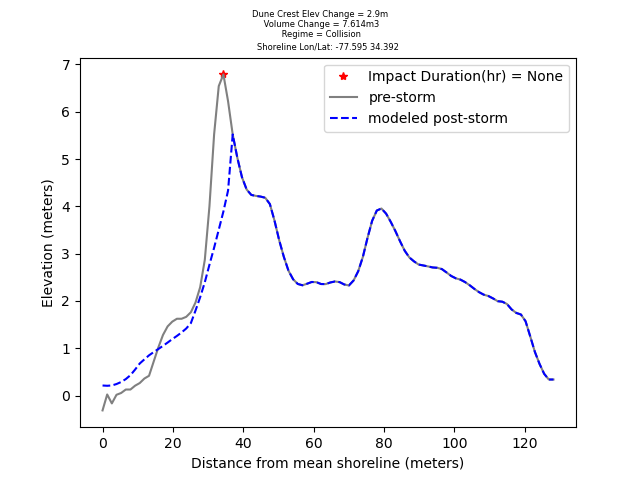 Dune Crest Elev Change = 2.9m
Volume Change = 7.614m3
Regime = Collision
Shoreline Lon/Lat: -77.595 34.392
Impact Duration(hr) = None
pre-storm
modeled post-storm
Elevation (meters)
7
6
5
4
3
2
1
0
0 20 40 60 80 100 120
Distance from mean shoreline (meters)